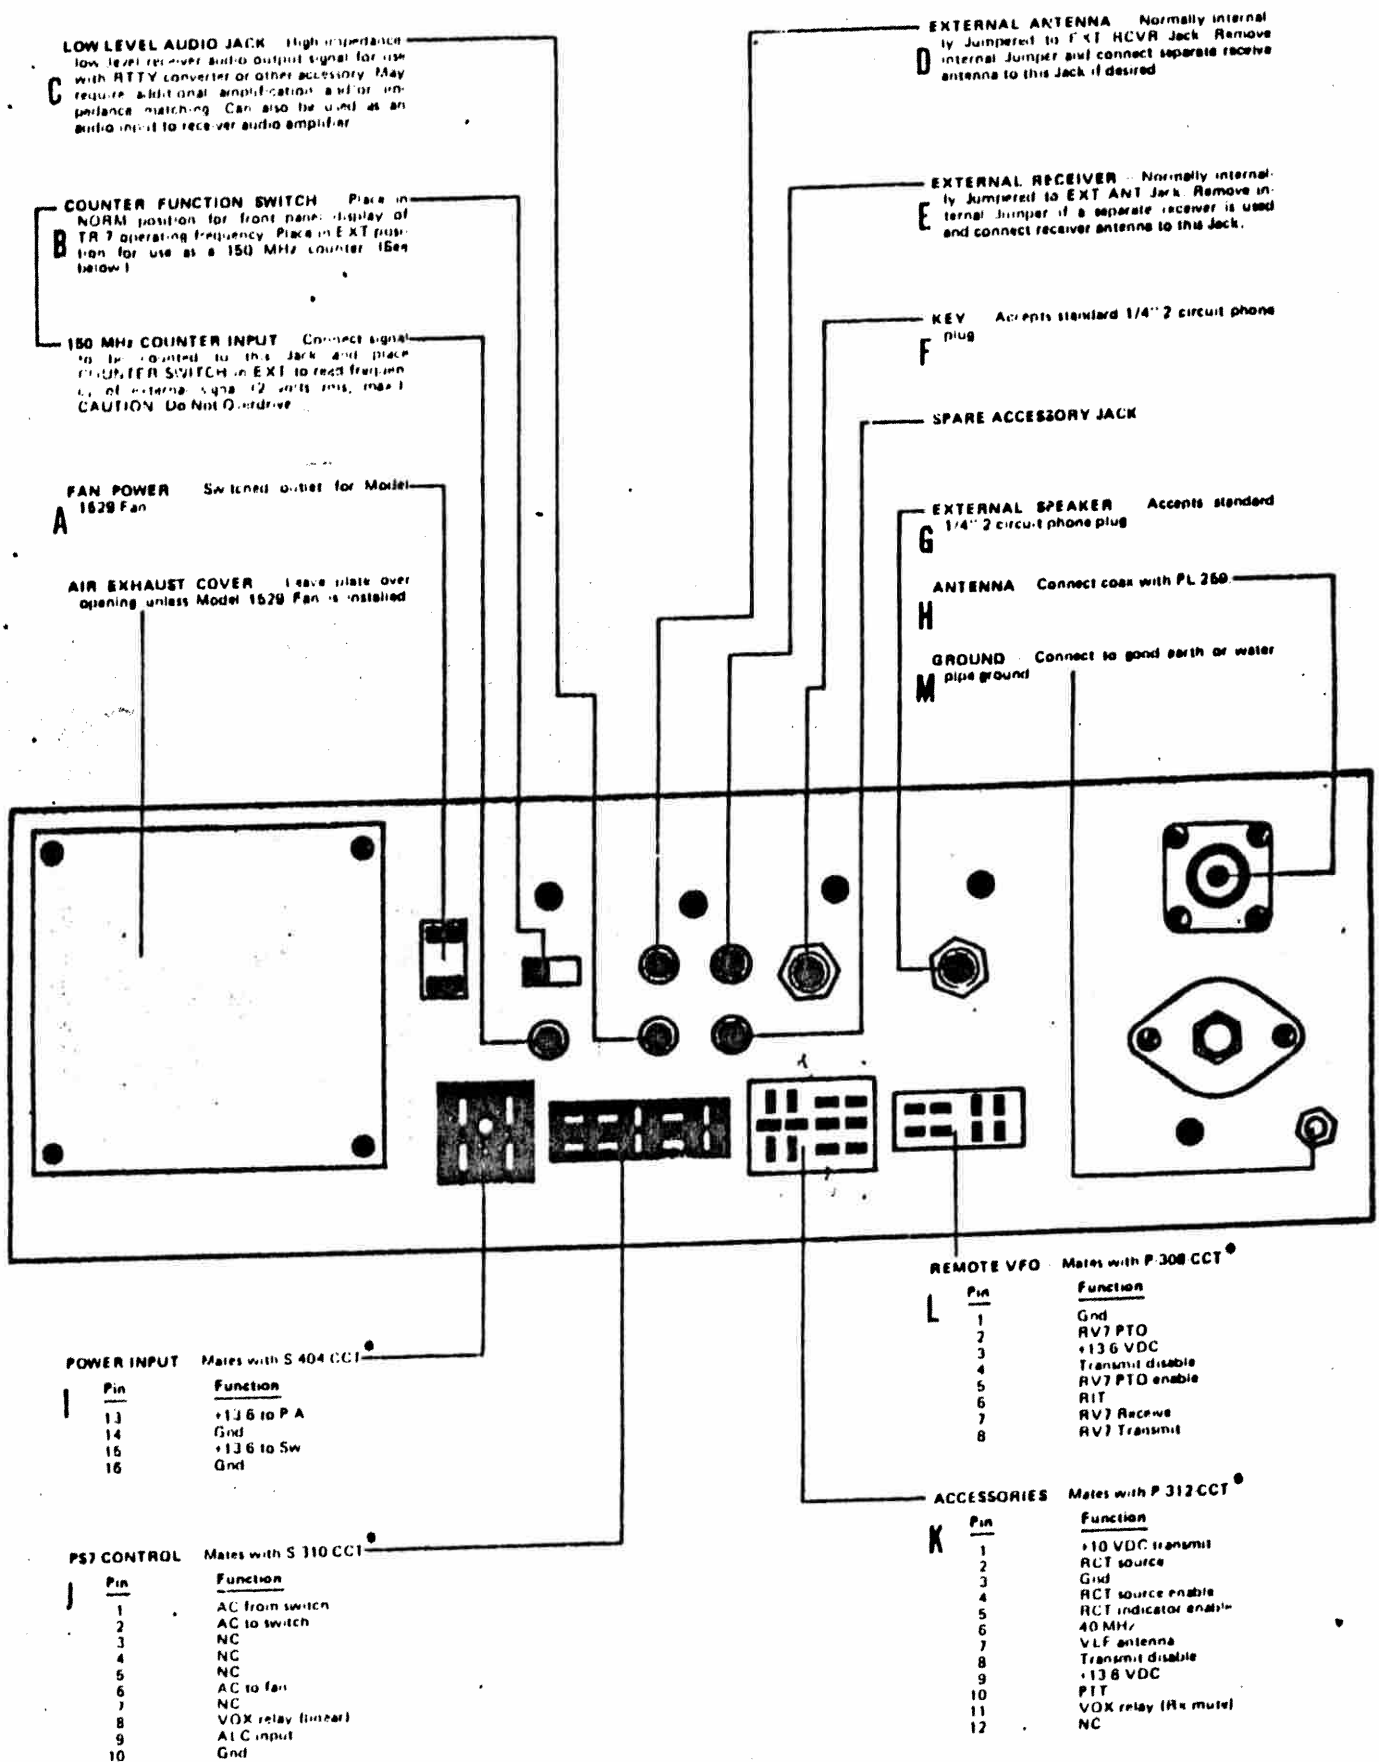 LOW LEVEL AUDIO JACK High impedance
low level receiver audio output signal for use
C with RTTY converter or other accessory May
require additional amplification and/or im-
pedance matching. Can also be used as an
audio input to receiver audio amplifier
COUNTER FUNCTION SWITCH Place in
NORM position for front panel display of
B TR 7 operating frequency. Place in EXT posi-
tion for use as a 150 MHz counter (See
below)
150 MHz COUNTER INPUT Connect signal
to be counted to this Jack and place
COUNTER SWITCH in EXT to read frequen
cy of external signal (2 volts rms, max)
CAUTION Do Not Overdrive
FAN POWER Switched outlet for Model
A 1529 Fan
AIR EXHAUST COVER Leave plate over
opening unless Model 1529 Fan is installed
EXTERNAL ANTENNA Normally internal
ly Jumpered to EXT RCVR Jack Remove
D internal Jumper and connect separate receive
antenna to this Jack if desired
EXTERNAL RECEIVER Normally internal-
ly Jumpered to EXT ANT Jack. Remove in-
E ternal Jumper if a separate receiver is used
and connect receiver antenna to this Jack.
KEY Accepts standard 1/4" 2 circuit phone
F plug
SPARE ACCESSORY JACK
EXTERNAL SPEAKER Accepts standard
G 1/4" 2 circuit phone plug
ANTENNA Connect coax with PL 259.
H
GROUND Connect to good earth or water
M pipe ground
POWER INPUT Mates with S 404 CCT
I Pin Function
13 +13 6 to P A
14 Gnd
15 +13 6 to Sw
16 Gnd
PS7 CONTROL Mates with S 310 CCT
J Pin Function
1 AC from switch
2 AC to switch
3 NC
4 NC
5 NC
6 AC to fan
7 NC
8 VOX relay (linear)
9 ALC input
10 Gnd
REMOTE VFO Mates with P 308 CCT
L Pin Function
1 Gnd
2 RV7 PTO
3 +13 6 VDC
4 Transmit disable
5 RV7 PTO enable
6 RIT
7 RV7 Receive
8 RV7 Transmit
ACCESSORIES Mates with P 312 CCT
K Pin Function
1 +10 VDC transmit
2 RCT source
3 Gnd
4 RCT source enable
5 RCT indicator enable
6 40 MHz
7 VLF antenna
8 Transmit disable
9 +13 6 VDC
10 PTT
11 VOX relay (Rx mute)
12 NC